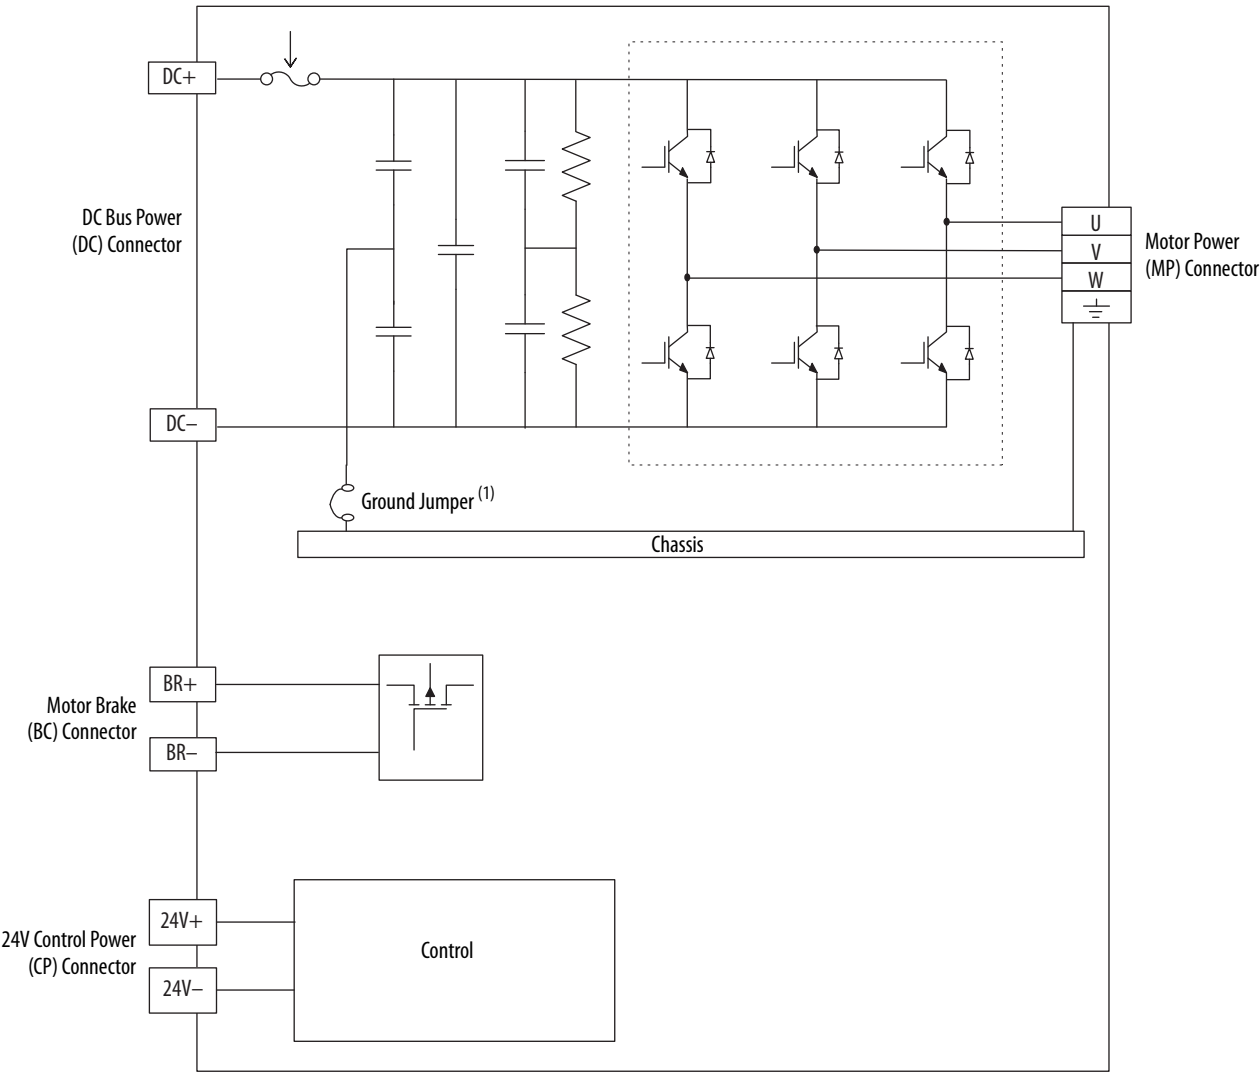 DC+
DC Bus Power
(DC) Connector
U
V
W
Motor Power
(MP) Connector
DC–
Ground Jumper (1)
Chassis
BR+
Motor Brake
(BC) Connector
BR–
24V+
24V Control Power
(CP) Connector
Control
24V–